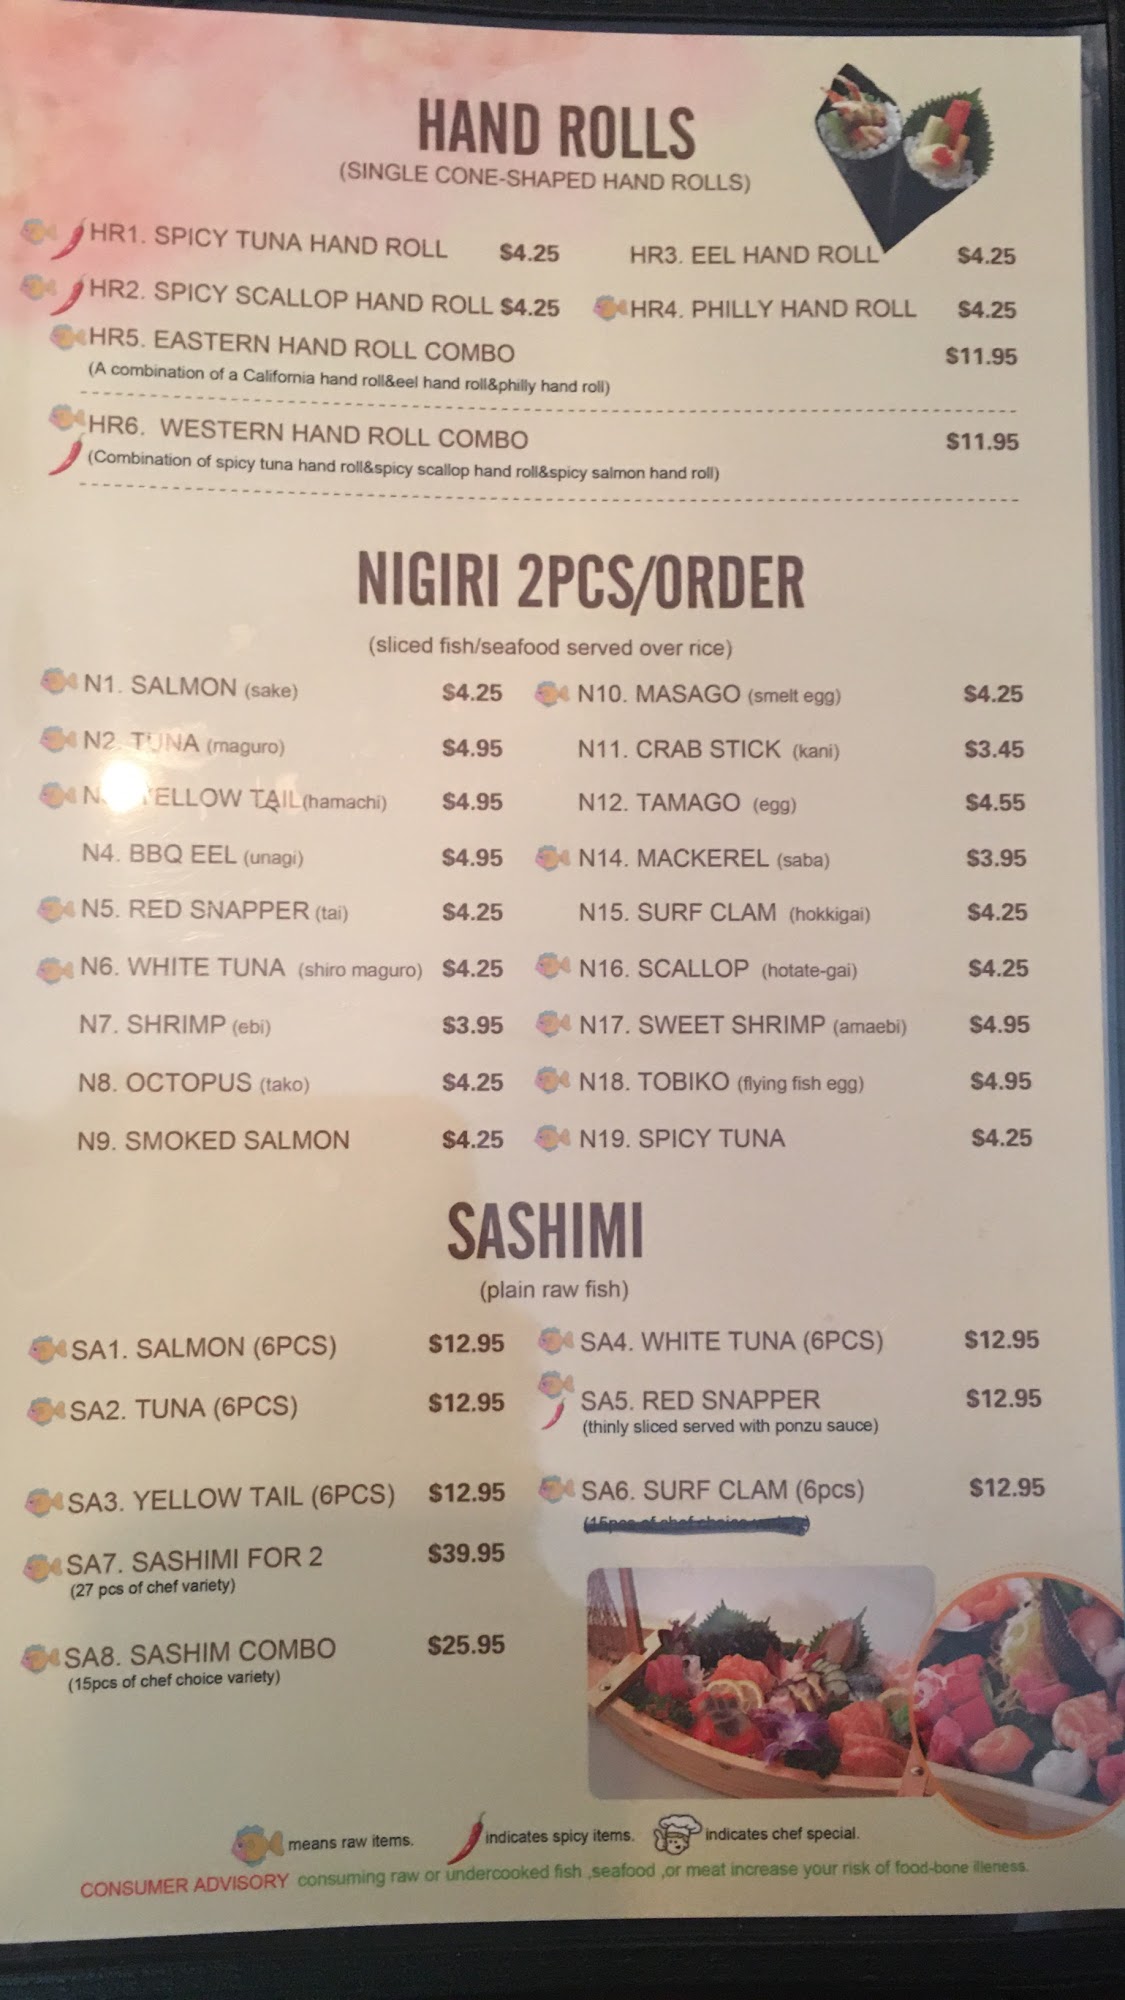 HAND ROLLS
(SINGLE CONE-SHAPED HAND ROLLS)
HR1. SPICY TUNA HAND ROLL $4.25 HR3. EEL HAND ROLL $4.25
HR2. SPICY SCALLOP HAND ROLL $4.25 HR4. PHILLY HAND ROLL $4.25
HR5. EASTERN HAND ROLL COMBO $11.95
(A combination of a California hand roll&eel hand roll&philly hand roll)
HR6. WESTERN HAND ROLL COMBO $11.95
(Combination of spicy tuna hand roll&spicy scallop hand roll&spicy salmon hand roll)
NIGIRI 2PCS/ORDER
(sliced fish/seafood served over rice)
N1. SALMON (sake) $4.25 N10. MASAGO (smelt egg) $4.25
N2. TUNA (maguro) $4.95 N11. CRAB STICK (kani) $3.45
YELLOW TAIL(hamachi) $4.95 N12. TAMAGO (egg) $4.55
N4. BBQ EEL (unagi) $4.95 N14. MACKEREL (saba) $3.95
N5. RED SNAPPER (tai) $4.25 N15. SURF CLAM (hokkigai) $4.25
N6. WHITE TUNA (shiro maguro) $4.25 N16. SCALLOP (hotate-gai) $4.25
N7. SHRIMP (ebi) $3.95 N17. SWEET SHRIMP (amaebi) $4.95
N8. OCTOPUS (tako) $4.25 N18. TOBIKO (flying fish egg) $4.95
N9. SMOKED SALMON $4.25 N19. SPICY TUNA $4.25
SASHIMI
(plain raw fish)
SA1. SALMON (6PCS) $12.95 SA4. WHITE TUNA (6PCS) $12.95
SA2. TUNA (6PCS) $12.95 SA5. RED SNAPPER $12.95
(thinly sliced served with ponzu sauce)
SA3. YELLOW TAIL (6PCS) $12.95 SA6. SURF CLAM (6pcs) $12.95
SA7. SASHIMI FOR 2 $39.95
(27 pcs of chef variety)
SA8. SASHIM COMBO $25.95
(15pcs of chef choice variety)
means raw items. indicates spicy items. indicates chef special.
CONSUMER ADVISORY consuming raw or undercooked fish ,seafood ,or meat increase your risk of food-bone illeness.